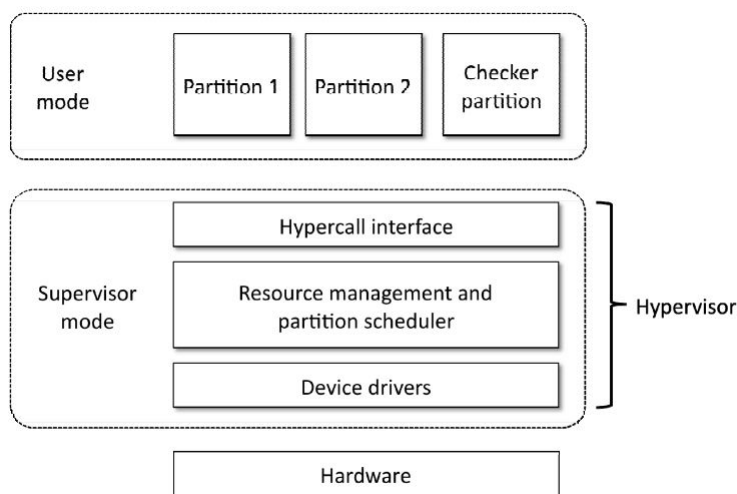 User
mode
Partition 1
Partition 2
Checker
partition
Supervisor
mode
Hypercall interface
Resource management and
partition scheduler
Device drivers
Hypervisor
Hardware